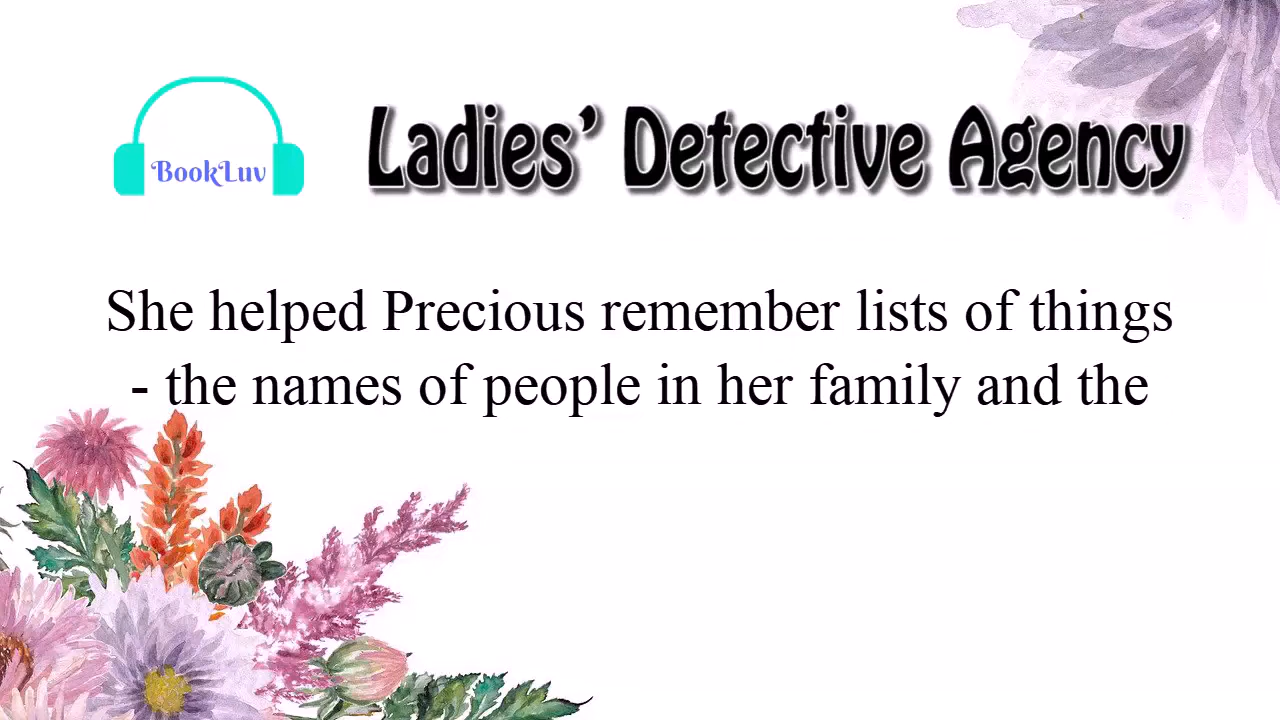 BookLuv
Ladies’ Detective Agency
She helped Precious remember lists of things
- the names of people in her family and the